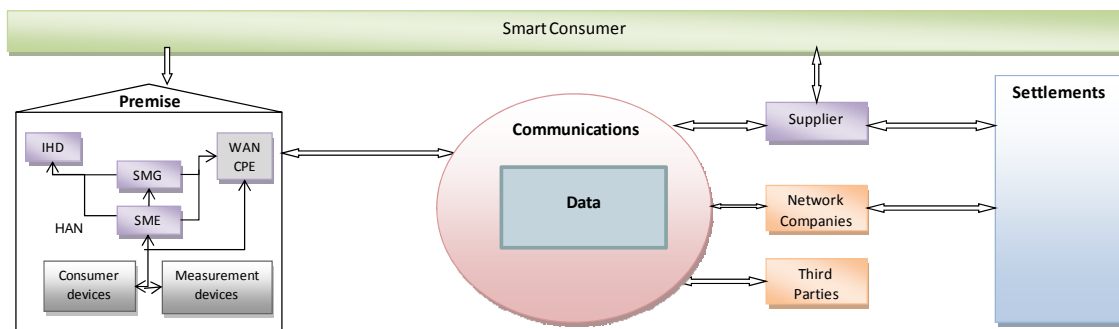 Smart Consumer
Premise
IHD
WAN
CPE
SMG
SME
HAN
Consumer
devices
Measurement
devices
Communications
Data
Supplier
Network
Companies
Third
Parties
Settlements